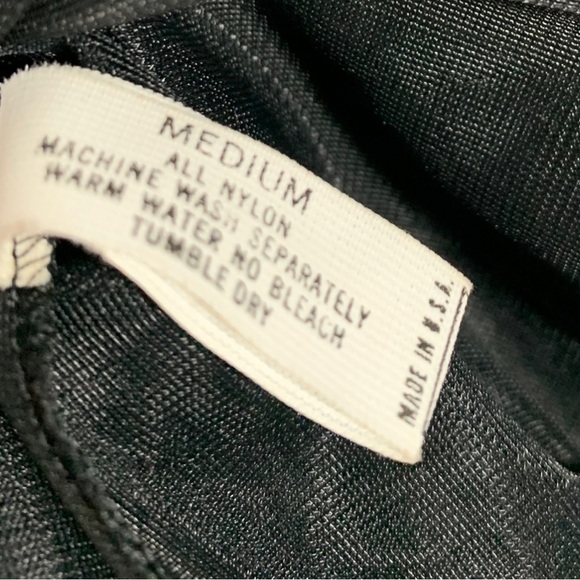 MEDIUM
ALL NYLON
MACHINE WASH SEPARATELY
WARM WATER NO BLEACH
TUMBLE DRY
MADE IN U.S.A.